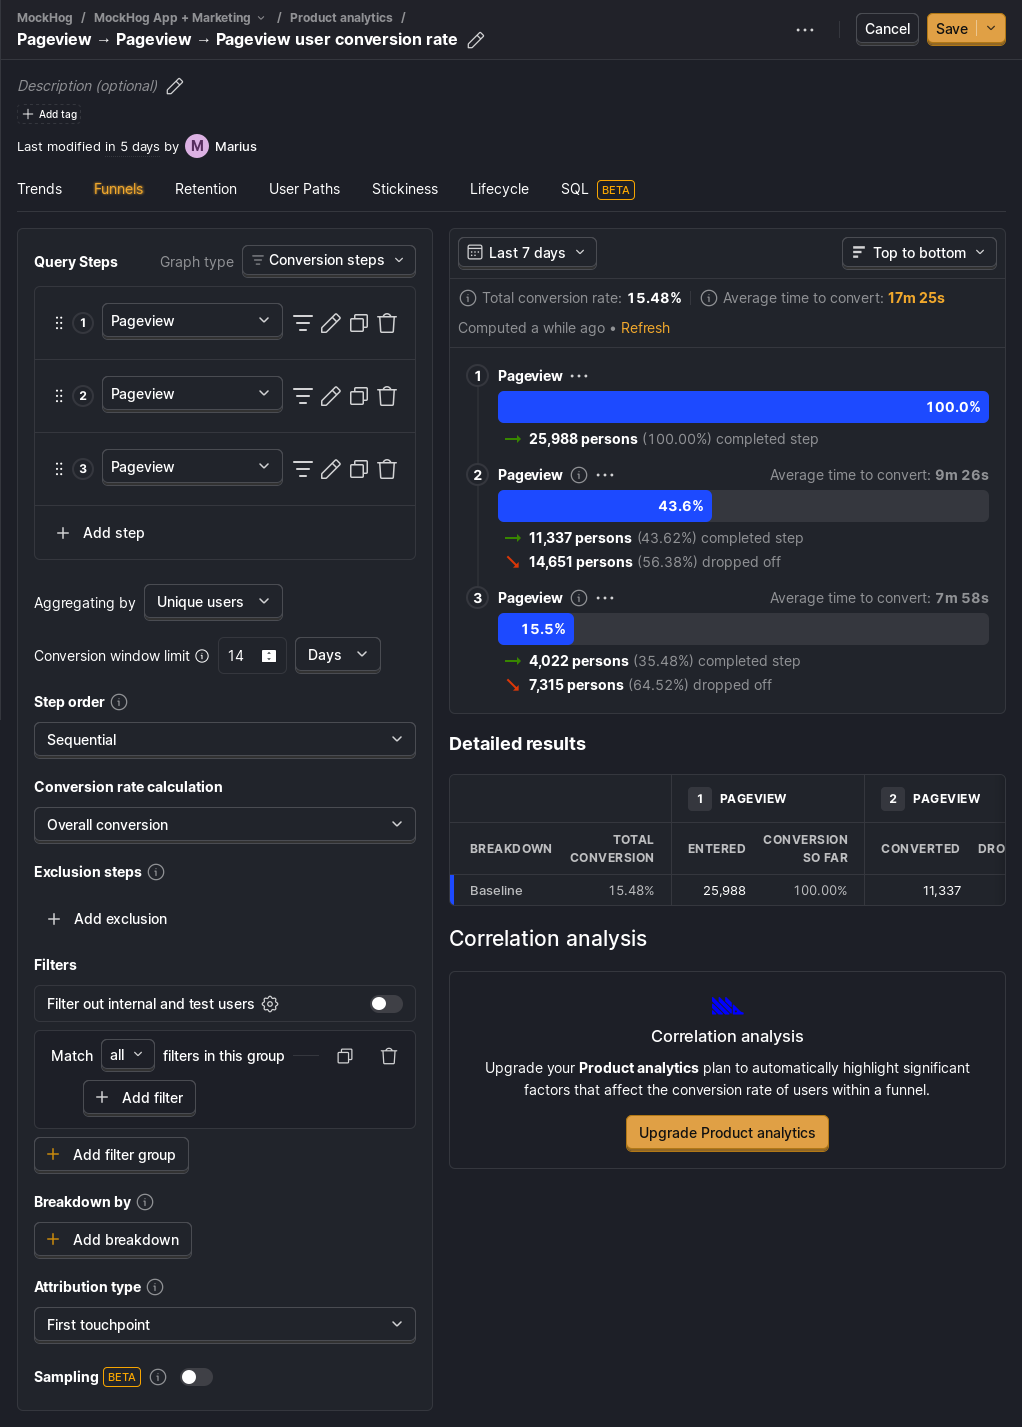 MockHog / MockHog App + Marketing / Product analytics /
Pageview → Pageview → Pageview user conversion rate
Cancel
Save
Description (optional)
Add tag
Last modified in 5 days by M Marius
Trends Funnels Retention User Paths Stickiness Lifecycle SQL BETA
Query Steps
Graph type
Conversion steps
1 Pageview
2 Pageview
3 Pageview
Add step
Aggregating by Unique users
Conversion window limit 14 Days
Step order
Sequential
Conversion rate calculation
Overall conversion
Exclusion steps
Add exclusion
Filters
Filter out internal and test users
Match all filters in this group
Add filter
Add filter group
Breakdown by
Add breakdown
Attribution type
First touchpoint
Sampling BETA
Last 7 days
Top to bottom
Total conversion rate: 15.48%
Average time to convert: 17m 25s
Computed a while ago • Refresh
1 Pageview
100.0%
25,988 persons (100.00%) completed step
2 Pageview
Average time to convert: 9m 26s
43.6%
11,337 persons (43.62%) completed step
14,651 persons (56.38%) dropped off
3 Pageview
Average time to convert: 7m 58s
15.5%
4,022 persons (35.48%) completed step
7,315 persons (64.52%) dropped off
Detailed results
1 PAGEVIEW
2 PAGEVIEW
BREAKDOWN
TOTAL
CONVERSION
ENTERED
CONVERSION
SO FAR
CONVERTED
DRO
Baseline 15.48% 25,988 100.00% 11,337
Correlation analysis
Correlation analysis
Upgrade your Product analytics plan to automatically highlight significant
factors that affect the conversion rate of users within a funnel.
Upgrade Product analytics